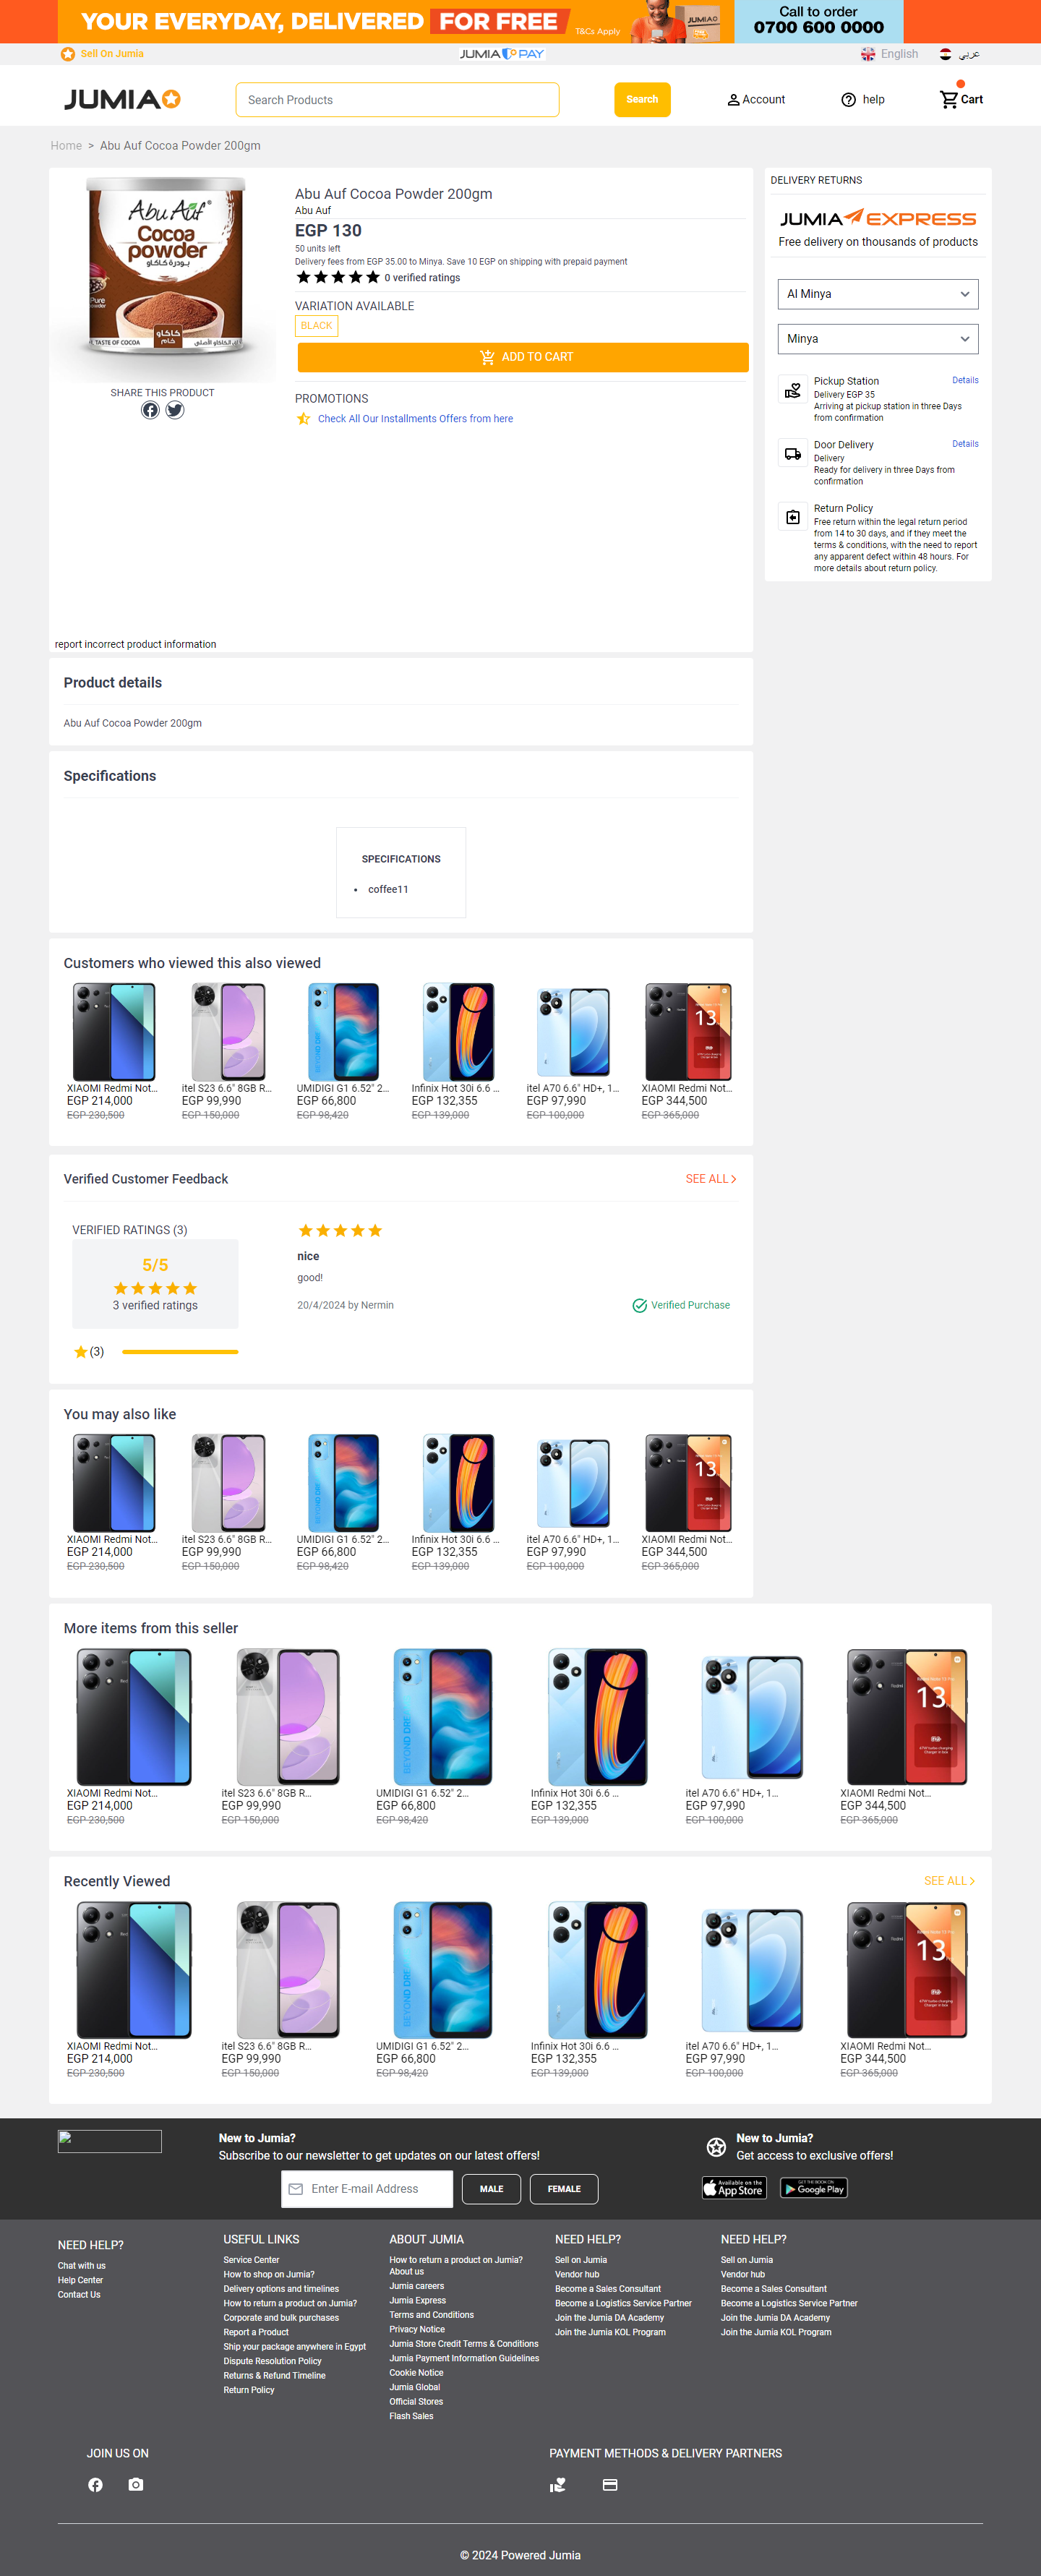 YOUR EVERYDAY, DELIVERED FOR FREE
T&Cs Apply
JUMIA
Call to order
0700 600 0000
Sell On Jumia
JUMIA PAY
English
عربي
JUMIA
Search Products
Search
Account
help
Cart
Home > Abu Auf Cocoa Powder 200gm
Abu Auf
Cocoa
powder
بودرة كاكاو
Pure
كاكاو
خام
TASTE OF COCOA
SHARE THIS PRODUCT
Abu Auf Cocoa Powder 200gm
Abu Auf
EGP 130
50 units left
Delivery fees from EGP 35.00 to Minya. Save 10 EGP on shipping with prepaid payment
0 verified ratings
VARIATION AVAILABLE
BLACK
ADD TO CART
PROMOTIONS
Check All Our Installments Offers from here
report incorrect product information
DELIVERY RETURNS
JUMIA EXPRESS
Free delivery on thousands of products
Al Minya
Minya
Pickup Station
Details
Delivery EGP 35
Arriving at pickup station in three Days
from confirmation
Door Delivery
Details
Delivery
Ready for delivery in three Days from
confirmation
Return Policy
Free return within the legal return period
from 14 to 30 days, and if they meet the
terms & conditions, with the need to report
any apparent defect within 48 hours. For
more details about return policy.
Product details
Abu Auf Cocoa Powder 200gm
Specifications
SPECIFICATIONS
• coffee11
Customers who viewed this also viewed
XIAOMI Redmi Not...
EGP 214,000
EGP 230,500
itel S23 6.6" 8GB R...
EGP 99,990
EGP 150,000
UMIDIGI G1 6.52" 2...
EGP 66,800
EGP 98,420
Infinix Hot 30i 6.6 ...
EGP 132,355
EGP 139,000
itel A70 6.6" HD+, 1...
EGP 97,990
EGP 100,000
XIAOMI Redmi Not...
EGP 344,500
EGP 365,000
Verified Customer Feedback
SEE ALL
VERIFIED RATINGS (3)
5/5
3 verified ratings
(3)
nice
good!
20/4/2024 by Nermin
Verified Purchase
You may also like
XIAOMI Redmi Not...
EGP 214,000
EGP 230,500
itel S23 6.6" 8GB R...
EGP 99,990
EGP 150,000
UMIDIGI G1 6.52" 2...
EGP 66,800
EGP 98,420
Infinix Hot 30i 6.6 ...
EGP 132,355
EGP 139,000
itel A70 6.6" HD+, 1...
EGP 97,990
EGP 100,000
XIAOMI Redmi Not...
EGP 344,500
EGP 365,000
More items from this seller
XIAOMI Redmi Not...
EGP 214,000
EGP 230,500
itel S23 6.6" 8GB R...
EGP 99,990
EGP 150,000
UMIDIGI G1 6.52" 2...
EGP 66,800
EGP 98,420
Infinix Hot 30i 6.6 ...
EGP 132,355
EGP 139,000
itel A70 6.6" HD+, 1...
EGP 97,990
EGP 100,000
XIAOMI Redmi Not...
EGP 344,500
EGP 365,000
Recently Viewed
SEE ALL
XIAOMI Redmi Not...
EGP 214,000
EGP 230,500
itel S23 6.6" 8GB R...
EGP 99,990
EGP 150,000
UMIDIGI G1 6.52" 2...
EGP 66,800
EGP 98,420
Infinix Hot 30i 6.6 ...
EGP 132,355
EGP 139,000
itel A70 6.6" HD+, 1...
EGP 97,990
EGP 100,000
XIAOMI Redmi Not...
EGP 344,500
EGP 365,000
New to Jumia?
Subscribe to our newsletter to get updates on our latest offers!
Enter E-mail Address
MALE
FEMALE
New to Jumia?
Get access to exclusive offers!
Available on the
App Store
GET THE BOOK ON
Google Play
NEED HELP?
Chat with us
Help Center
Contact Us
USEFUL LINKS
Service Center
How to shop on Jumia?
Delivery options and timelines
How to return a product on Jumia?
Corporate and bulk purchases
Report a Product
Ship your package anywhere in Egypt
Dispute Resolution Policy
Returns & Refund Timeline
Return Policy
ABOUT JUMIA
How to return a product on Jumia?
About us
Jumia careers
Jumia Express
Terms and Conditions
Privacy Notice
Jumia Store Credit Terms & Conditions
Jumia Payment Information Guidelines
Cookie Notice
Jumia Global
Official Stores
Flash Sales
NEED HELP?
Sell on Jumia
Vendor hub
Become a Sales Consultant
Become a Logistics Service Partner
Join the Jumia DA Academy
Join the Jumia KOL Program
NEED HELP?
Sell on Jumia
Vendor hub
Become a Sales Consultant
Become a Logistics Service Partner
Join the Jumia DA Academy
Join the Jumia KOL Program
JOIN US ON
PAYMENT METHODS & DELIVERY PARTNERS
© 2024 Powered Jumia